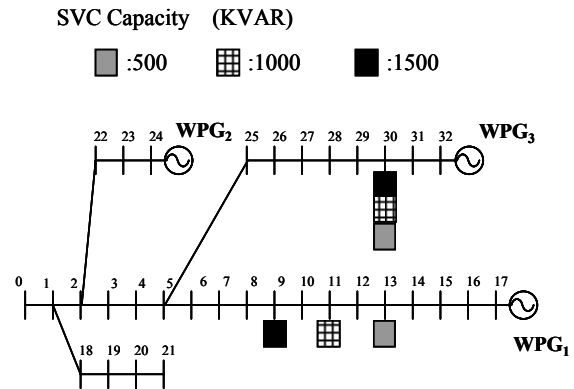 SVC Capacity (KVAR)
:500 :1000 :1500
22 23 24 WPG2 25 26 27 28 29 30 31 32 WPG3
0 1 2 3 4 5 6 7 8 9 10 11 12 13 14 15 16 17
WPG1
18 19 20 21